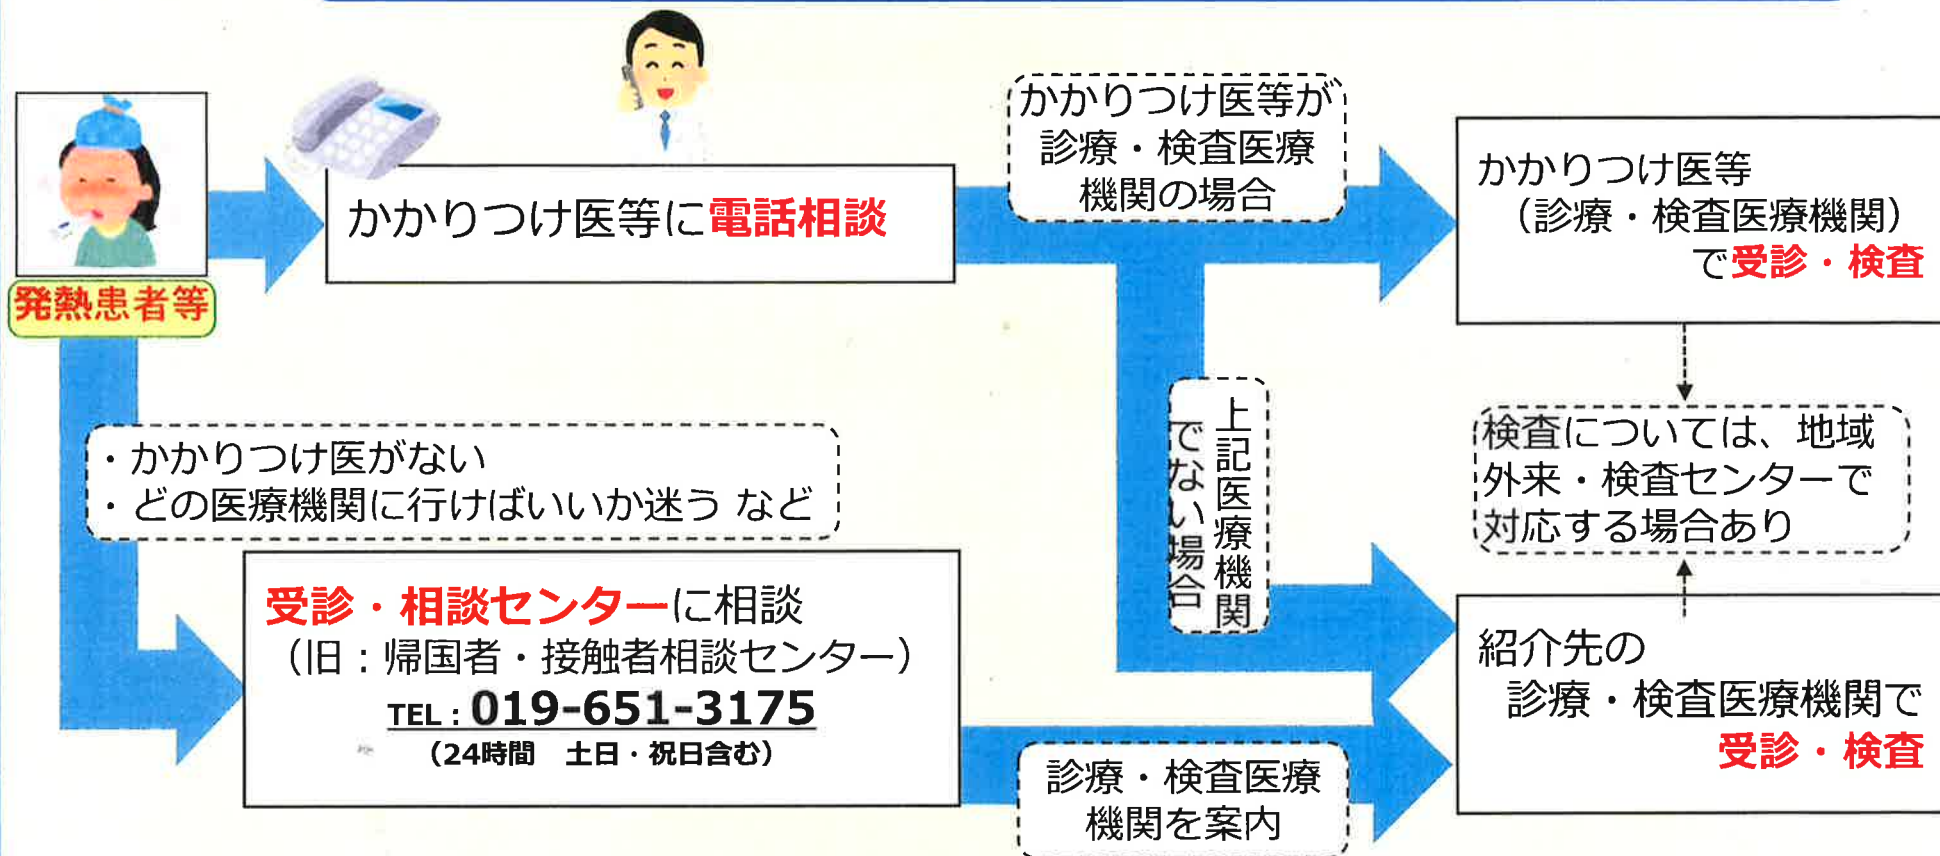 発熱患者等
かかりつけ医等に電話相談
かかりつけ医等が
診療・検査医療
機関の場合
かかりつけ医等
（診療・検査医療機関）
で受診・検査
上記医療機関
でない場合
検査については、地域
外来・検査センターで
対応する場合あり
・かかりつけ医がない
・どの医療機関に行けばいいか迷う など
受診・相談センターに相談
（旧：帰国者・接触者相談センター）
TEL：019-651-3175
（24時間　土日・祝日含む）
診療・検査医療
機関を案内
紹介先の
診療・検査医療機関で
受診・検査